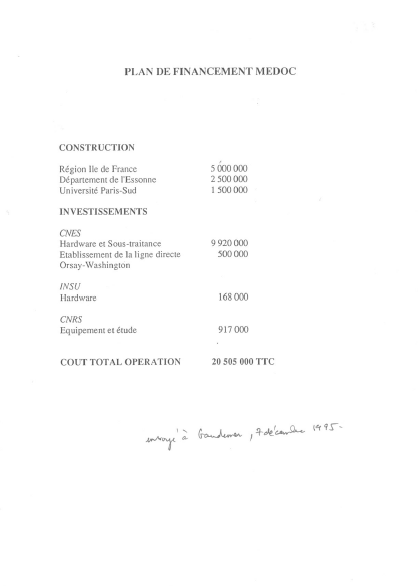 PLAN DE FINANCEMENT MEDOC
CONSTRUCTION
Région Ile de France 5 000 000
Département de l'Essonne 2 500 000
Université Paris-Sud 1 500 000
INVESTISSEMENTS
CNES
Hardware et Sous-traitance 9 920 000
Etablissement de la ligne directe 500 000
Orsay-Washington
INSU
Hardware 168 000
CNRS
Equipement et étude 917 000
COUT TOTAL OPERATION 20 505 000 TTC
envoyé à Gaudemer, 7 décembre 1995-